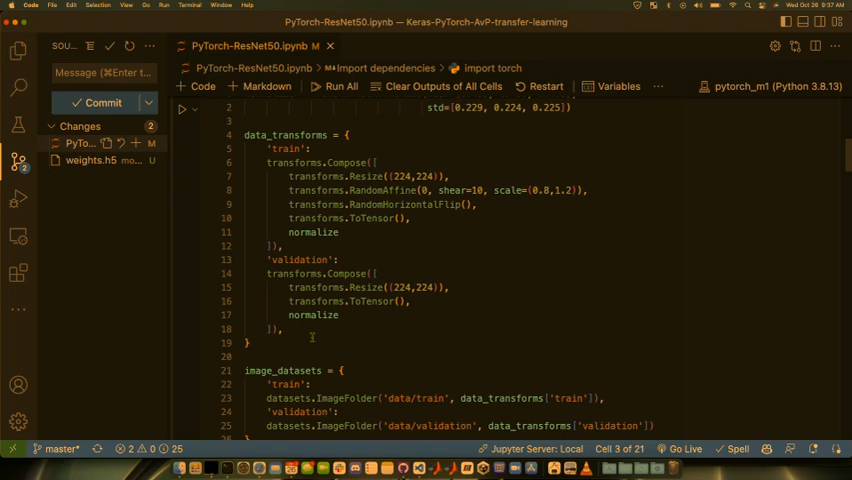 Code File Edit Selection View Go Run Terminal Window Help
Wed Oct 26 9:37 AM
PyTorch-ResNet50.ipynb — Keras-PyTorch-AvP-transfer-learning
SOU...
PyTorch-ResNet50.ipynb M
PyTorch-ResNet50.ipynb > M↓Import dependencies > import torch
Message (⌘Enter t...
+ Code + Markdown Run All Clear Outputs of All Cells Restart Variables ... pytorch_m1 (Python 3.8.13)
Commit
Changes 2
PyTo... M
weights.h5 mo... U
2 std=[0.229, 0.224, 0.225])
3
4 data_transforms = {
5 'train':
6 transforms.Compose([
7 transforms.Resize((224,224)),
8 transforms.RandomAffine(0, shear=10, scale=(0.8,1.2)),
9 transforms.RandomHorizontalFlip(),
10 transforms.ToTensor(),
11 normalize
12 ]),
13 'validation':
14 transforms.Compose([
15 transforms.Resize((224,224)),
16 transforms.ToTensor(),
17 normalize
18 ]),
19 }
20
21 image_datasets = {
22 'train':
23 datasets.ImageFolder('data/train', data_transforms['train']),
24 'validation':
25 datasets.ImageFolder('data/validation', data_transforms['validation'])
2
master* 2 0 25 Jupyter Server: Local Cell 3 of 21 Go Live Spell